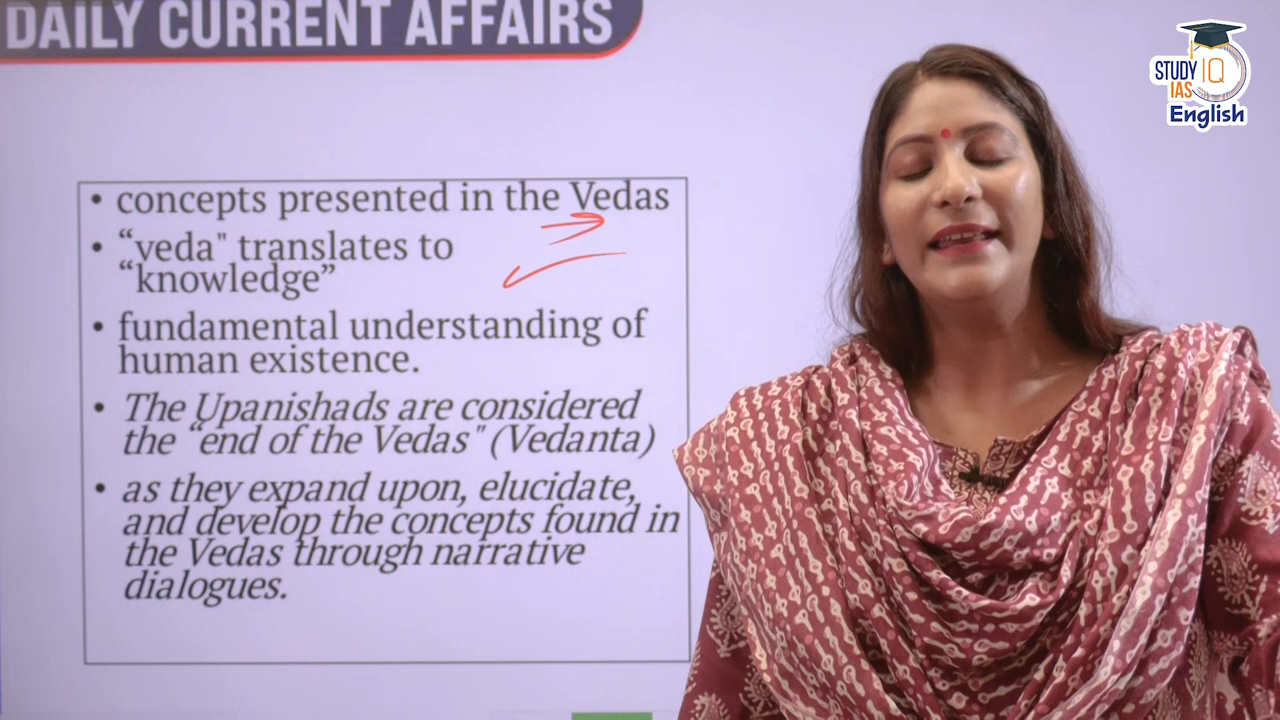 DAILY CURRENT AFFAIRS
STUDY IQ
IAS
English
• concepts presented in the Vedas
• “veda" translates to
“knowledge”
• fundamental understanding of
human existence.
• The Upanishads are considered
the “end of the Vedas" (Vedanta)
• as they expand upon, elucidate,
and develop the concepts found in
the Vedas through narrative
dialogues.